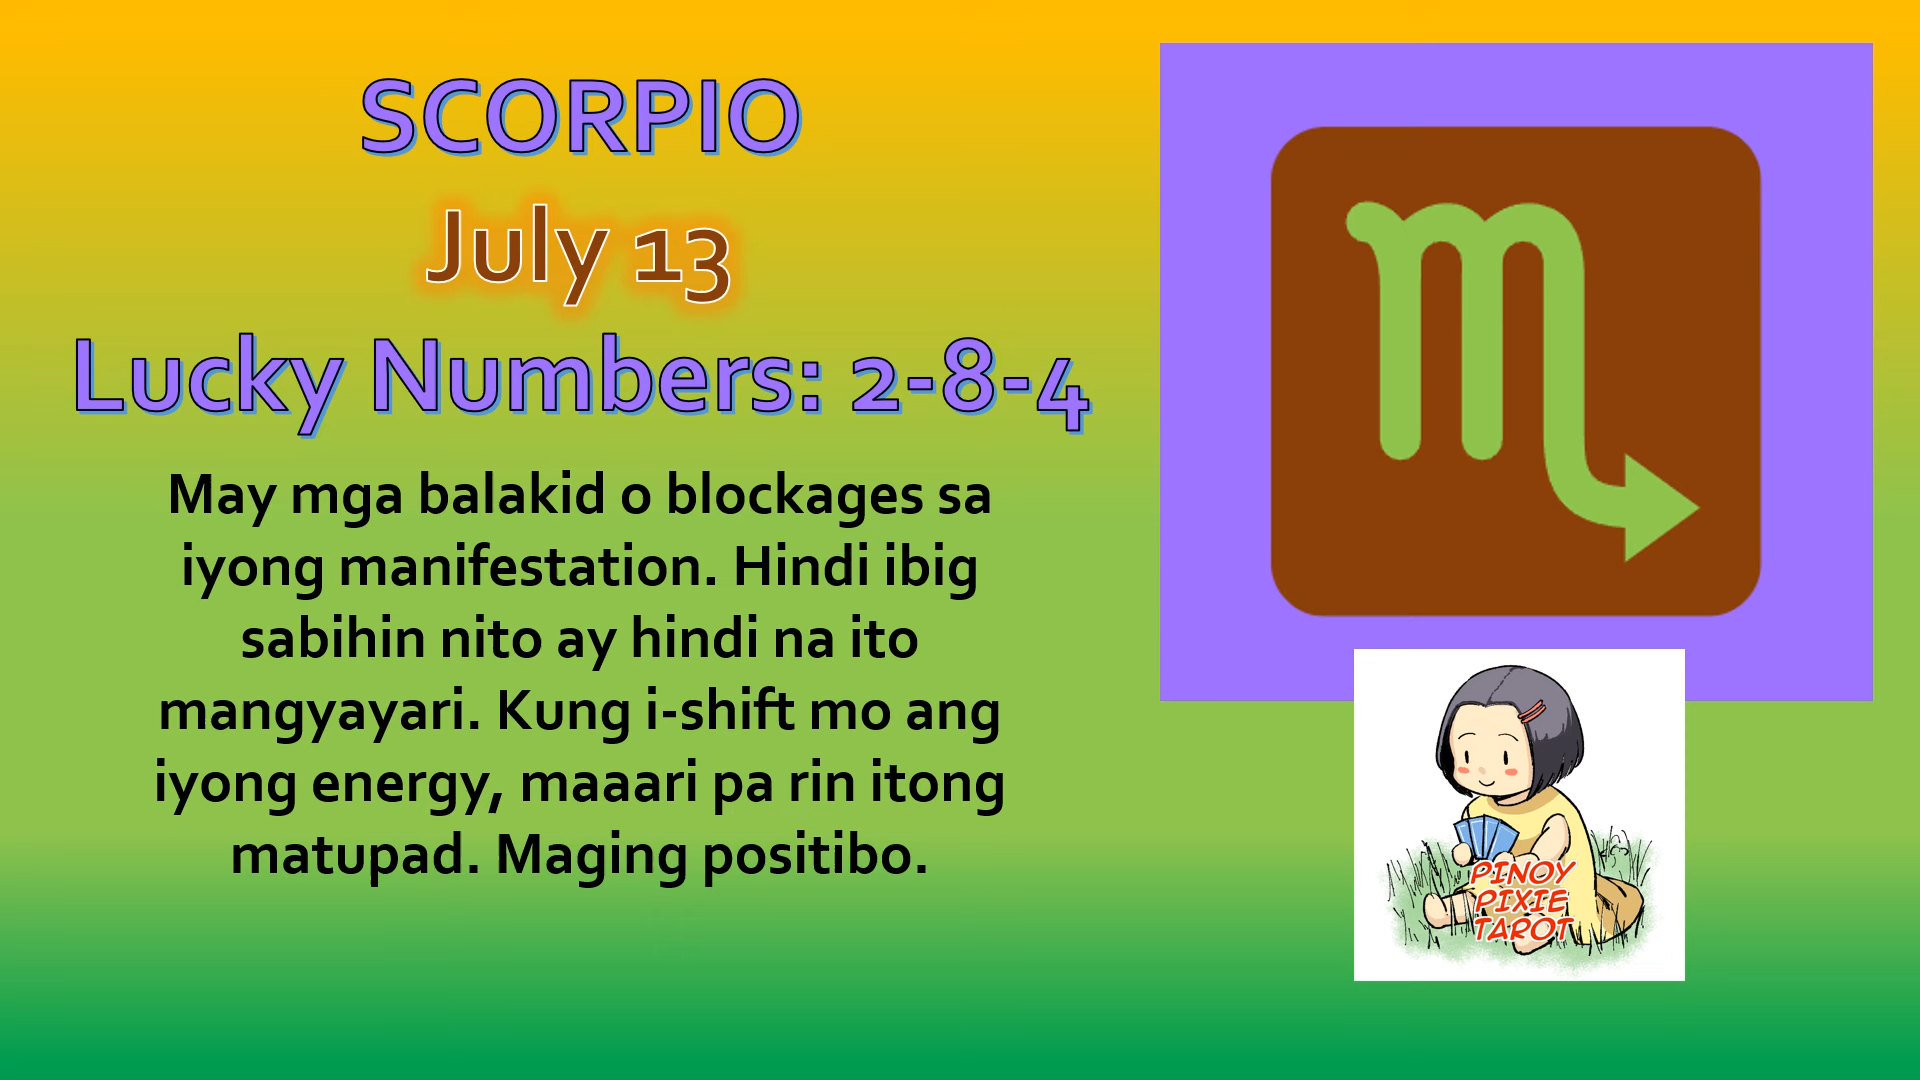 SCORPIO
July 13
Lucky Numbers: 2-8-4
May mga balakid o blockages sa
iyong manifestation. Hindi ibig
sabihin nito ay hindi na ito
mangyayari. Kung i-shift mo ang
iyong energy, maaari pa rin itong
matupad. Maging positibo.
PINOY
PIXIE
TAROT